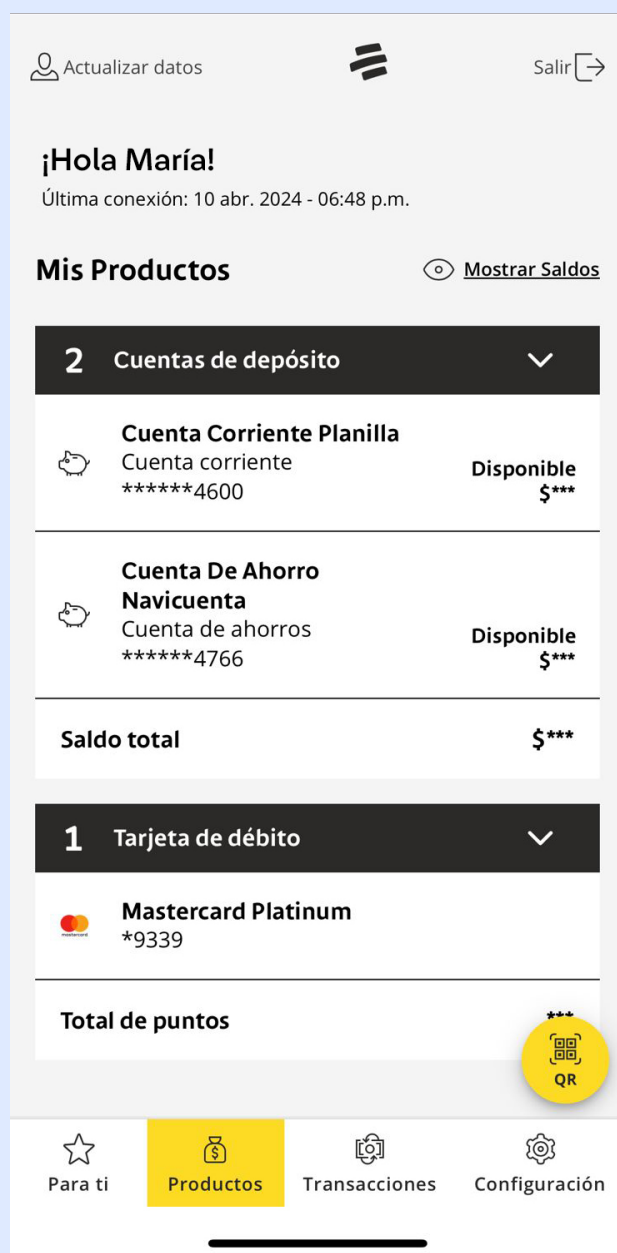 Actualizar datos
Salir
¡Hola María!
Última conexión: 10 abr. 2024 - 06:48 p.m.
Mis Productos
Mostrar Saldos
2 Cuentas de depósito
Cuenta Corriente Planilla
Cuenta corriente
******4600
Disponible
$***
Cuenta De Ahorro
Navicuenta
Cuenta de ahorros
******4766
Disponible
$***
Saldo total $***
1 Tarjeta de débito
mastercard
Mastercard Platinum
*9339
Total de puntos ***
QR
Para ti
Productos
Transacciones
Configuración